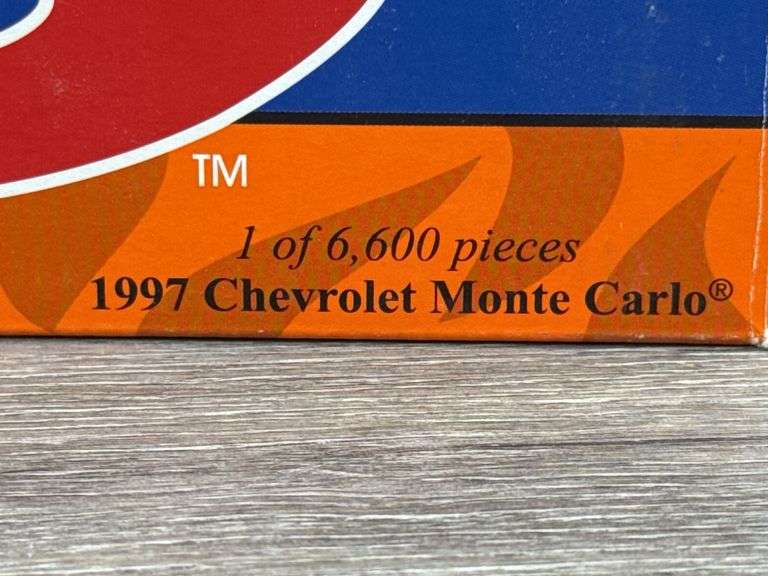 TM
1 of 6,600 pieces
1997 Chevrolet Monte Carlo®